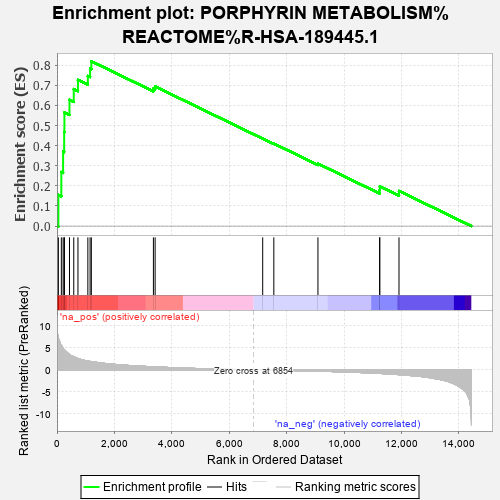 Enrichment plot: PORPHYRIN METABOLISM%
REACTOME%R-HSA-189445.1
Enrichment score (ES)
0.8
0.7
0.6
0.5
0.4
0.3
0.2
0.1
0.0
'na_pos' (positively correlated)
Ranked list metric (PreRanked)
10
5
0
-5
-10
Zero cross at 6854
'na_neg' (negatively correlated)
0 2,000 4,000 6,000 8,000 10,000 12,000 14,000
Rank in Ordered Dataset
Enrichment profile Hits Ranking metric scores